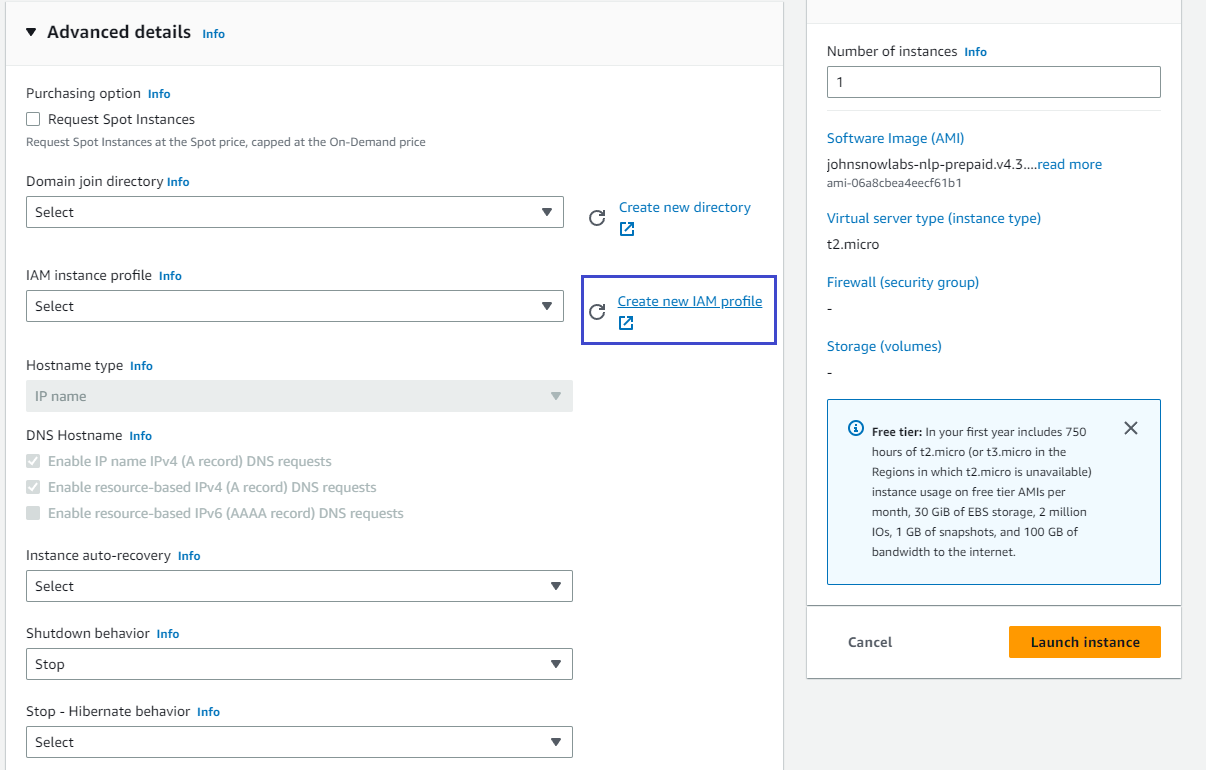 Advanced details Info
Purchasing option Info
Request Spot Instances
Request Spot Instances at the Spot price, capped at the On-Demand price
Domain join directory Info
Select
Create new directory
IAM instance profile Info
Select
Create new IAM profile
Hostname type Info
IP name
DNS Hostname Info
Enable IP name IPv4 (A record) DNS requests
Enable resource-based IPv4 (A record) DNS requests
Enable resource-based IPv6 (AAAA record) DNS requests
Instance auto-recovery Info
Select
Shutdown behavior Info
Stop
Stop - Hibernate behavior Info
Select
Number of instances Info
1
Software Image (AMI)
johnsnowlabs-nlp-prepaid.v4.3....read more
ami-06a8cbea4eecf61b1
Virtual server type (instance type)
t2.micro
Firewall (security group)
-
Storage (volumes)
-
Free tier: In your first year includes 750
hours of t2.micro (or t3.micro in the
Regions in which t2.micro is unavailable)
instance usage on free tier AMIs per
month, 30 GiB of EBS storage, 2 million
IOs, 1 GB of snapshots, and 100 GB of
bandwidth to the internet.
Cancel
Launch instance